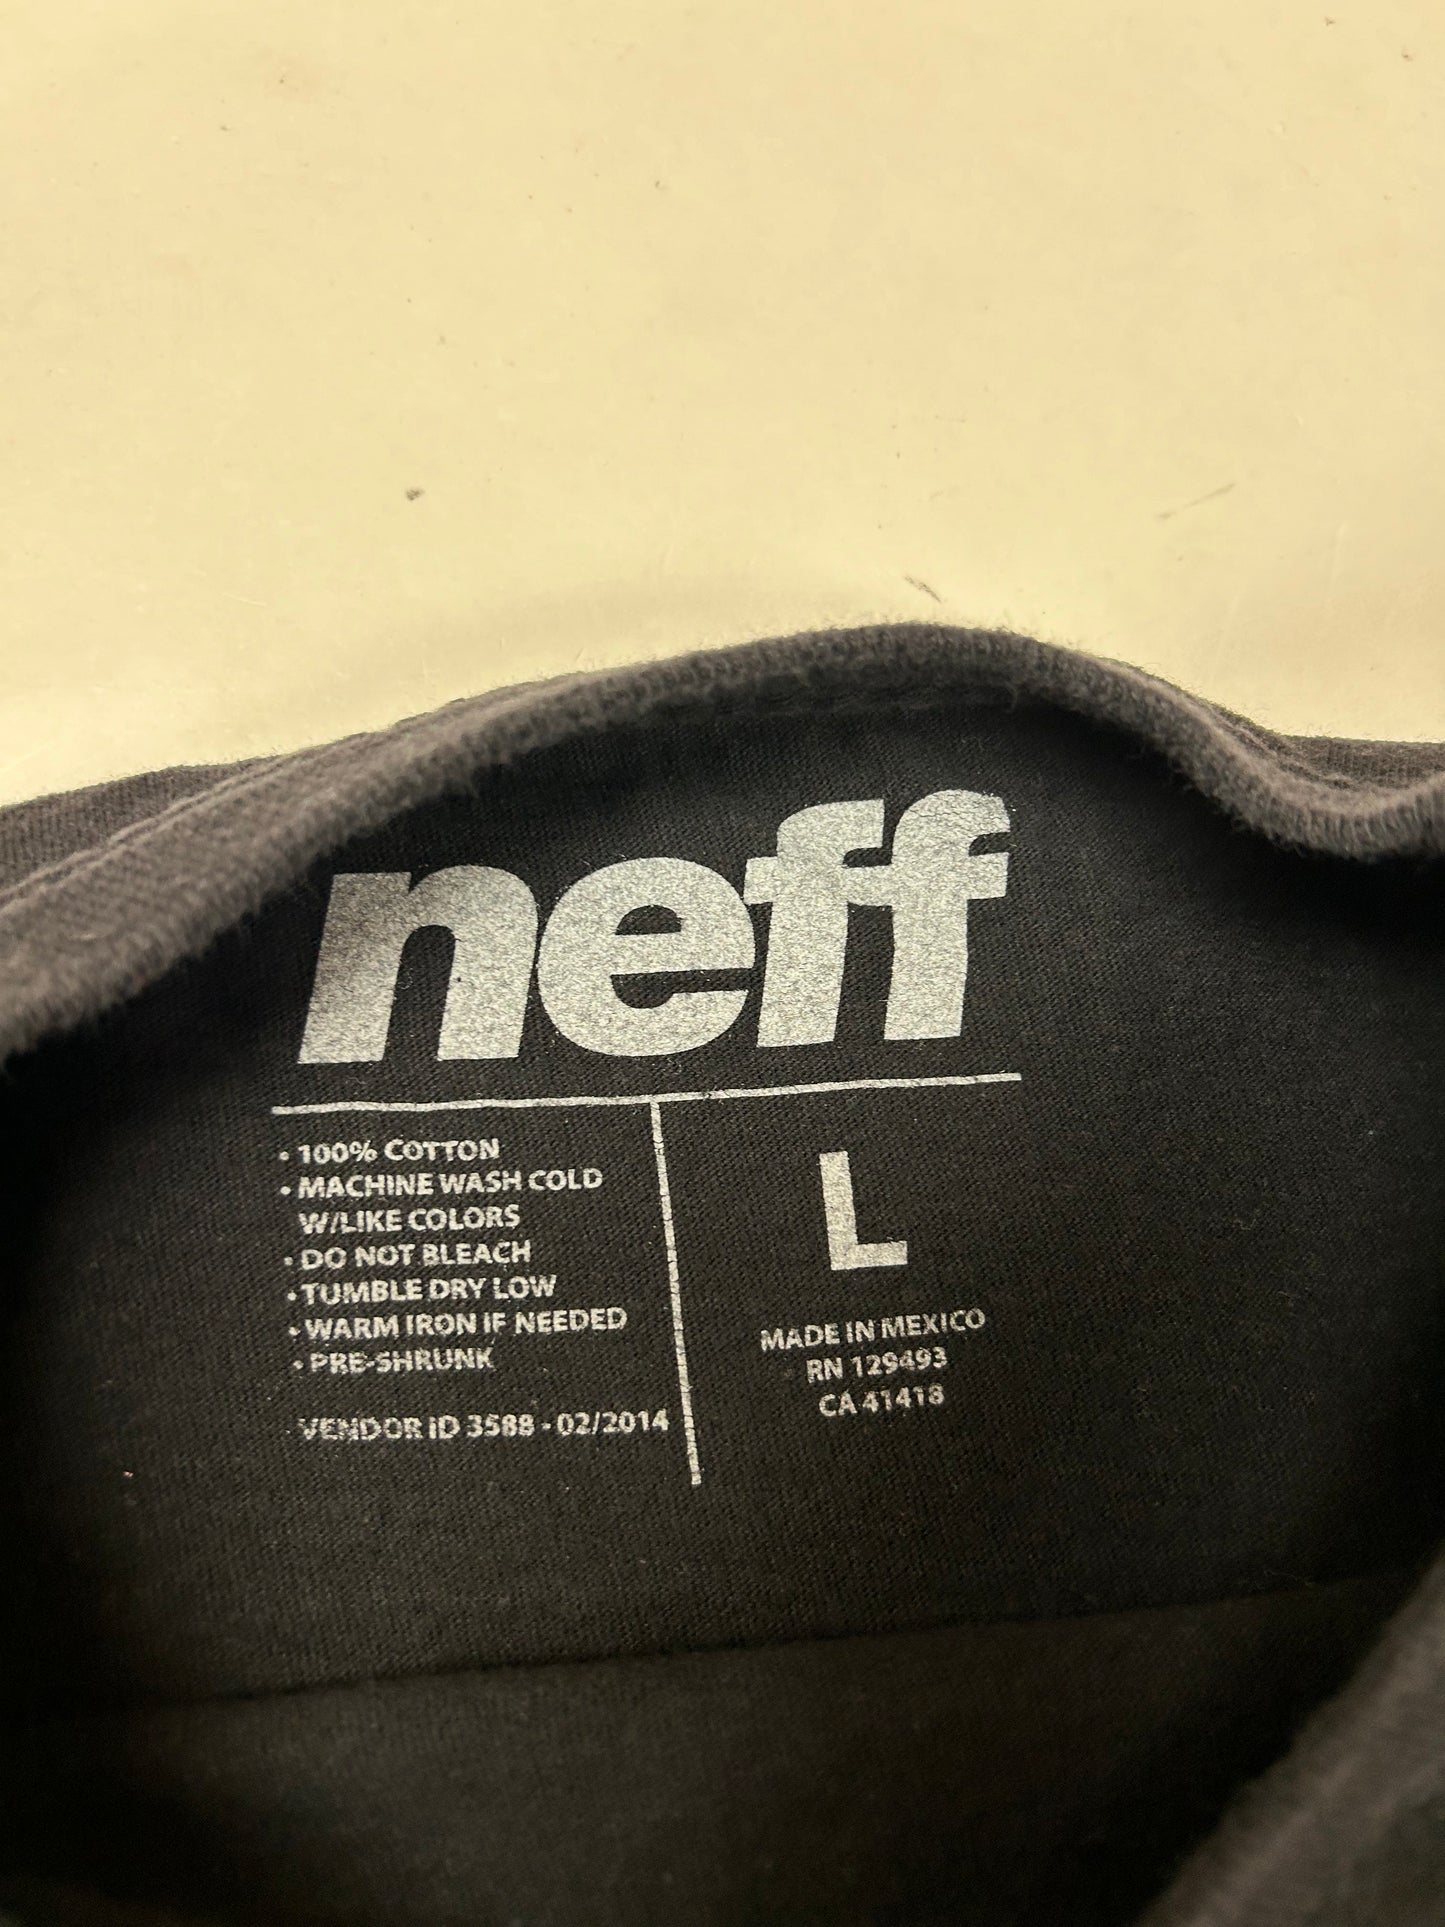 neff
• 100% COTTON
• MACHINE WASH COLD
W/LIKE COLORS
• DO NOT BLEACH
• TUMBLE DRY LOW
• WARM IRON IF NEEDED
• PRE-SHRUNK
VENDOR ID 3588 - 02/2014
L
MADE IN MEXICO
RN 129493
CA 41418